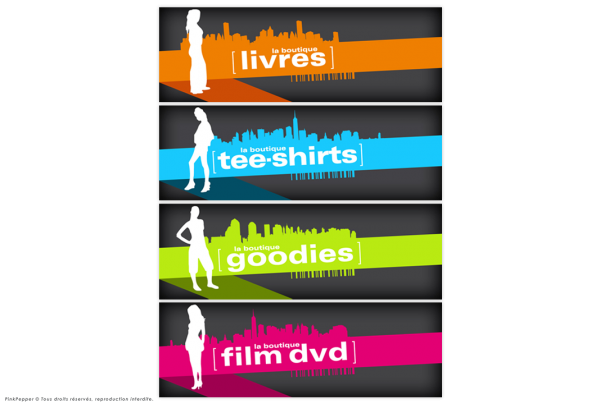 la boutique
[livres]
la boutique
[tee-shirts]
la boutique
[goodies]
la boutique
[film dvd]
PinkPepper © Tous droits réservés, reproduction interdite.